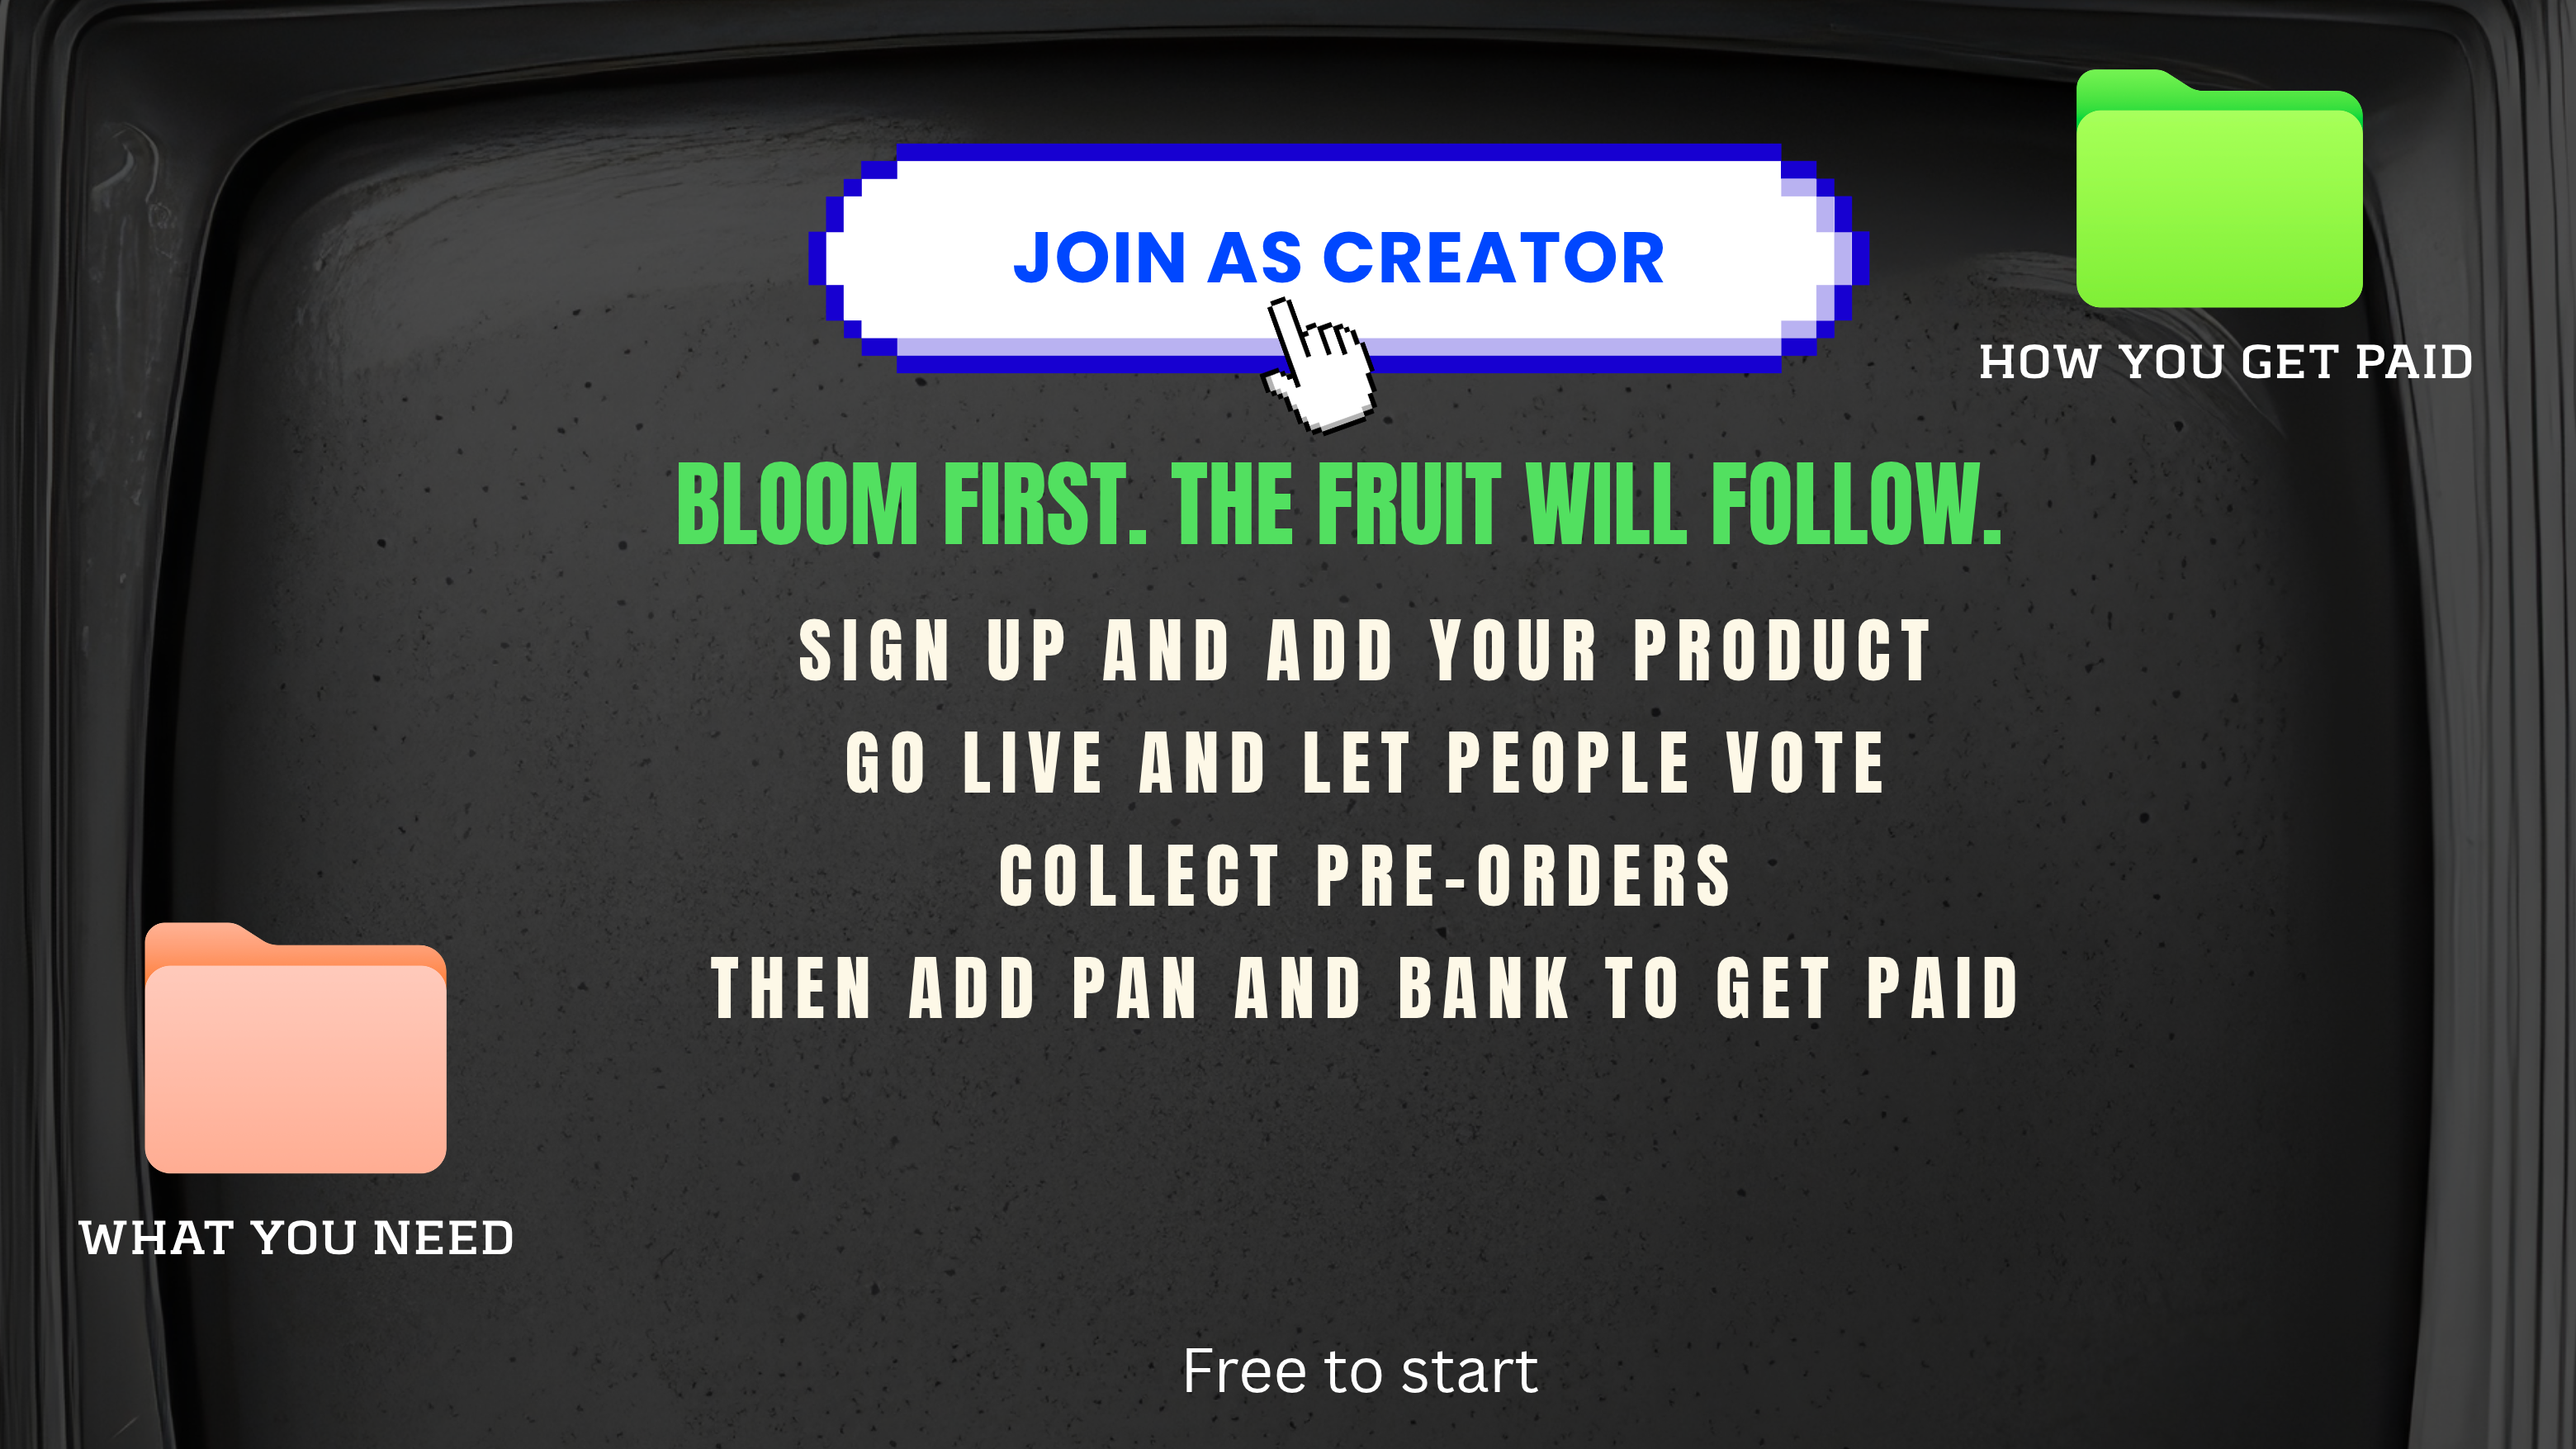 JOIN AS CREATOR
HOW YOU GET PAID
BLOOM FIRST. THE FRUIT WILL FOLLOW.
SIGN UP AND ADD YOUR PRODUCT
GO LIVE AND LET PEOPLE VOTE
COLLECT PRE-ORDERS
THEN ADD PAN AND BANK TO GET PAID
WHAT YOU NEED
Free to start